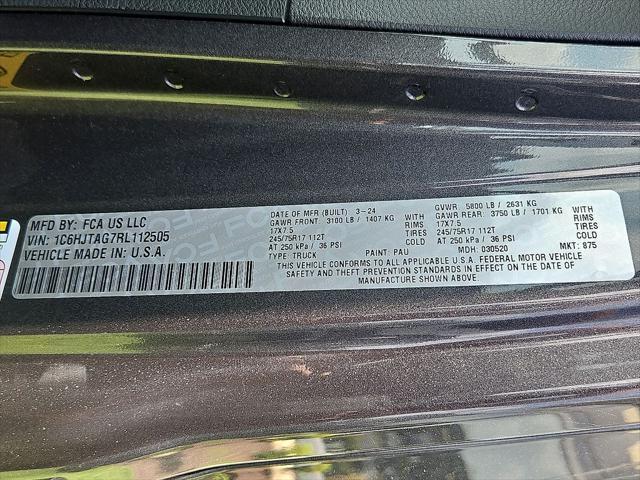 MFD BY: FCA US LLC
VIN: 1C6HJTAG7RL112505
VEHICLE MADE IN: U.S.A.
DATE OF MFR (BUILT) 3-24
GAWR FRONT: 3100 LB / 1407 KG WITH
17X7.5 RIMS
245/75R17 112T TIRES
AT 250 kPa / 36 PSI COLD
TYPE: TRUCK PAINT: PAU
GVWR 5800 LB / 2631 KG
GAWR REAR: 3750 LB / 1701 KG WITH
17X7.5 RIMS
245/75R17 112T TIRES
AT 250 kPa / 36 PSI COLD
MDH: 030520 MKT: 875
THIS VEHICLE CONFORMS TO ALL APPLICABLE U.S.A. FEDERAL MOTOR VEHICLE
SAFETY AND THEFT PREVENTION STANDARDS IN EFFECT ON THE DATE OF
MANUFACTURE SHOWN ABOVE.